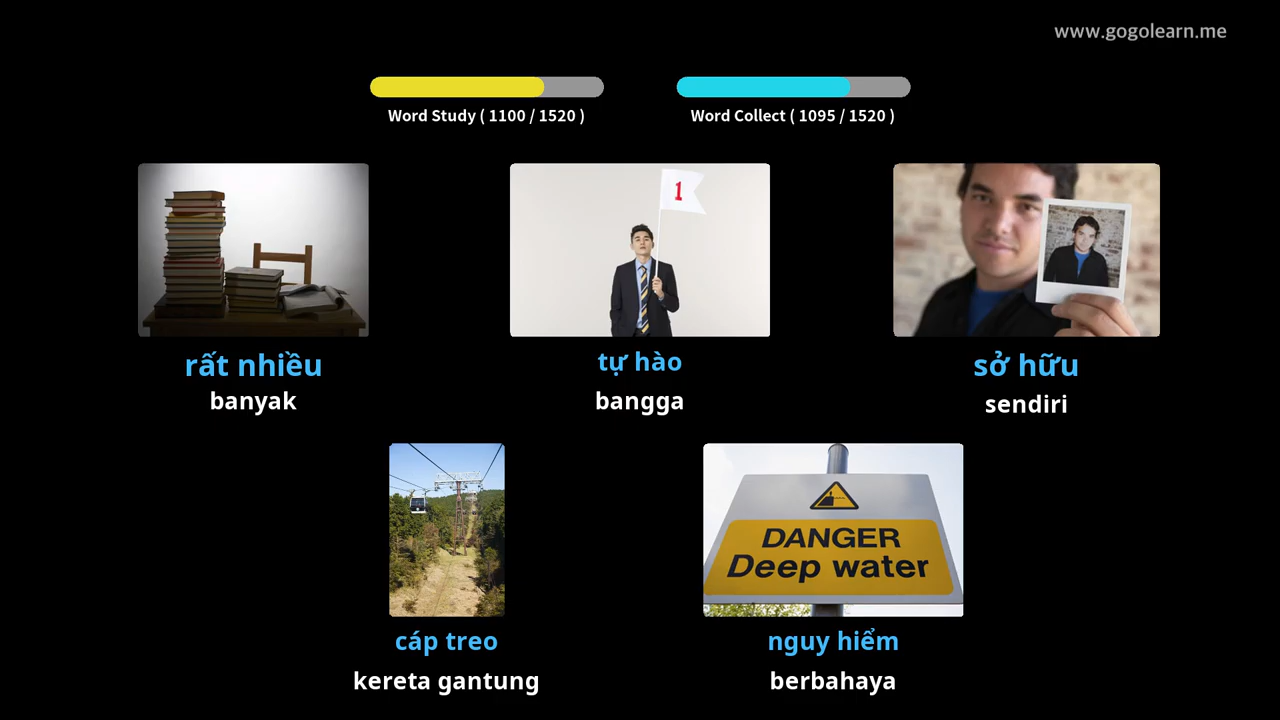 www.gogolearn.me
Word Study ( 1100 / 1520 )
Word Collect ( 1095 / 1520 )
1
rất nhiều
banyak
tự hào
bangga
sở hữu
sendiri
DANGER
Deep water
cáp treo
kereta gantung
nguy hiểm
berbahaya